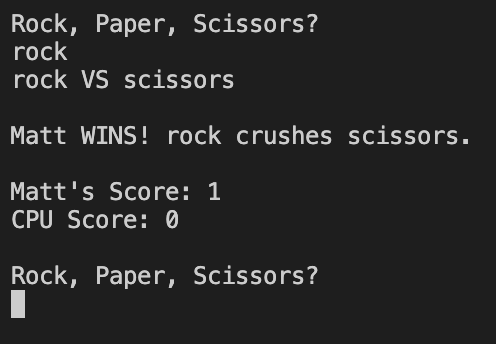 Rock, Paper, Scissors?
rock
rock VS scissors
Matt WINS! rock crushes scissors.
Matt's Score: 1
CPU Score: 0
Rock, Paper, Scissors?